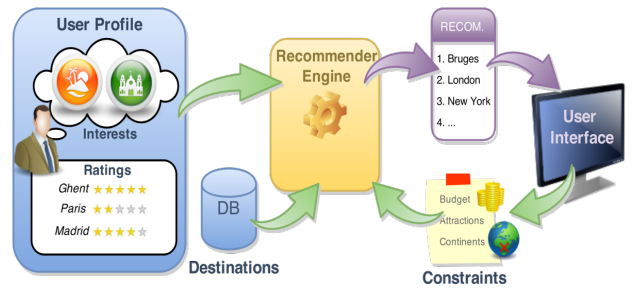 User Profile
Interests
Ratings
Ghent
Paris
Madrid
DB
Destinations
Recommender
Engine
RECOM.
1. Bruges
2. London
3. New York
4. ...
User
Interface
Budget
Attractions
Continents
Constraints